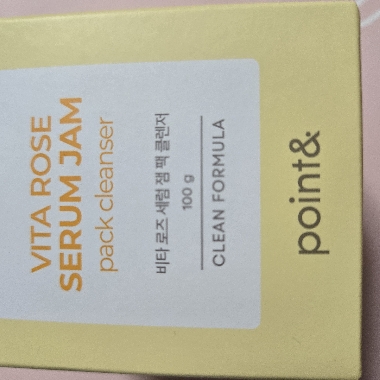 VITA ROSE
SERUM JAM
pack cleanser
비타 로즈 세럼 잼 팩 클렌저
100 g
CLEAN FORMULA
point&